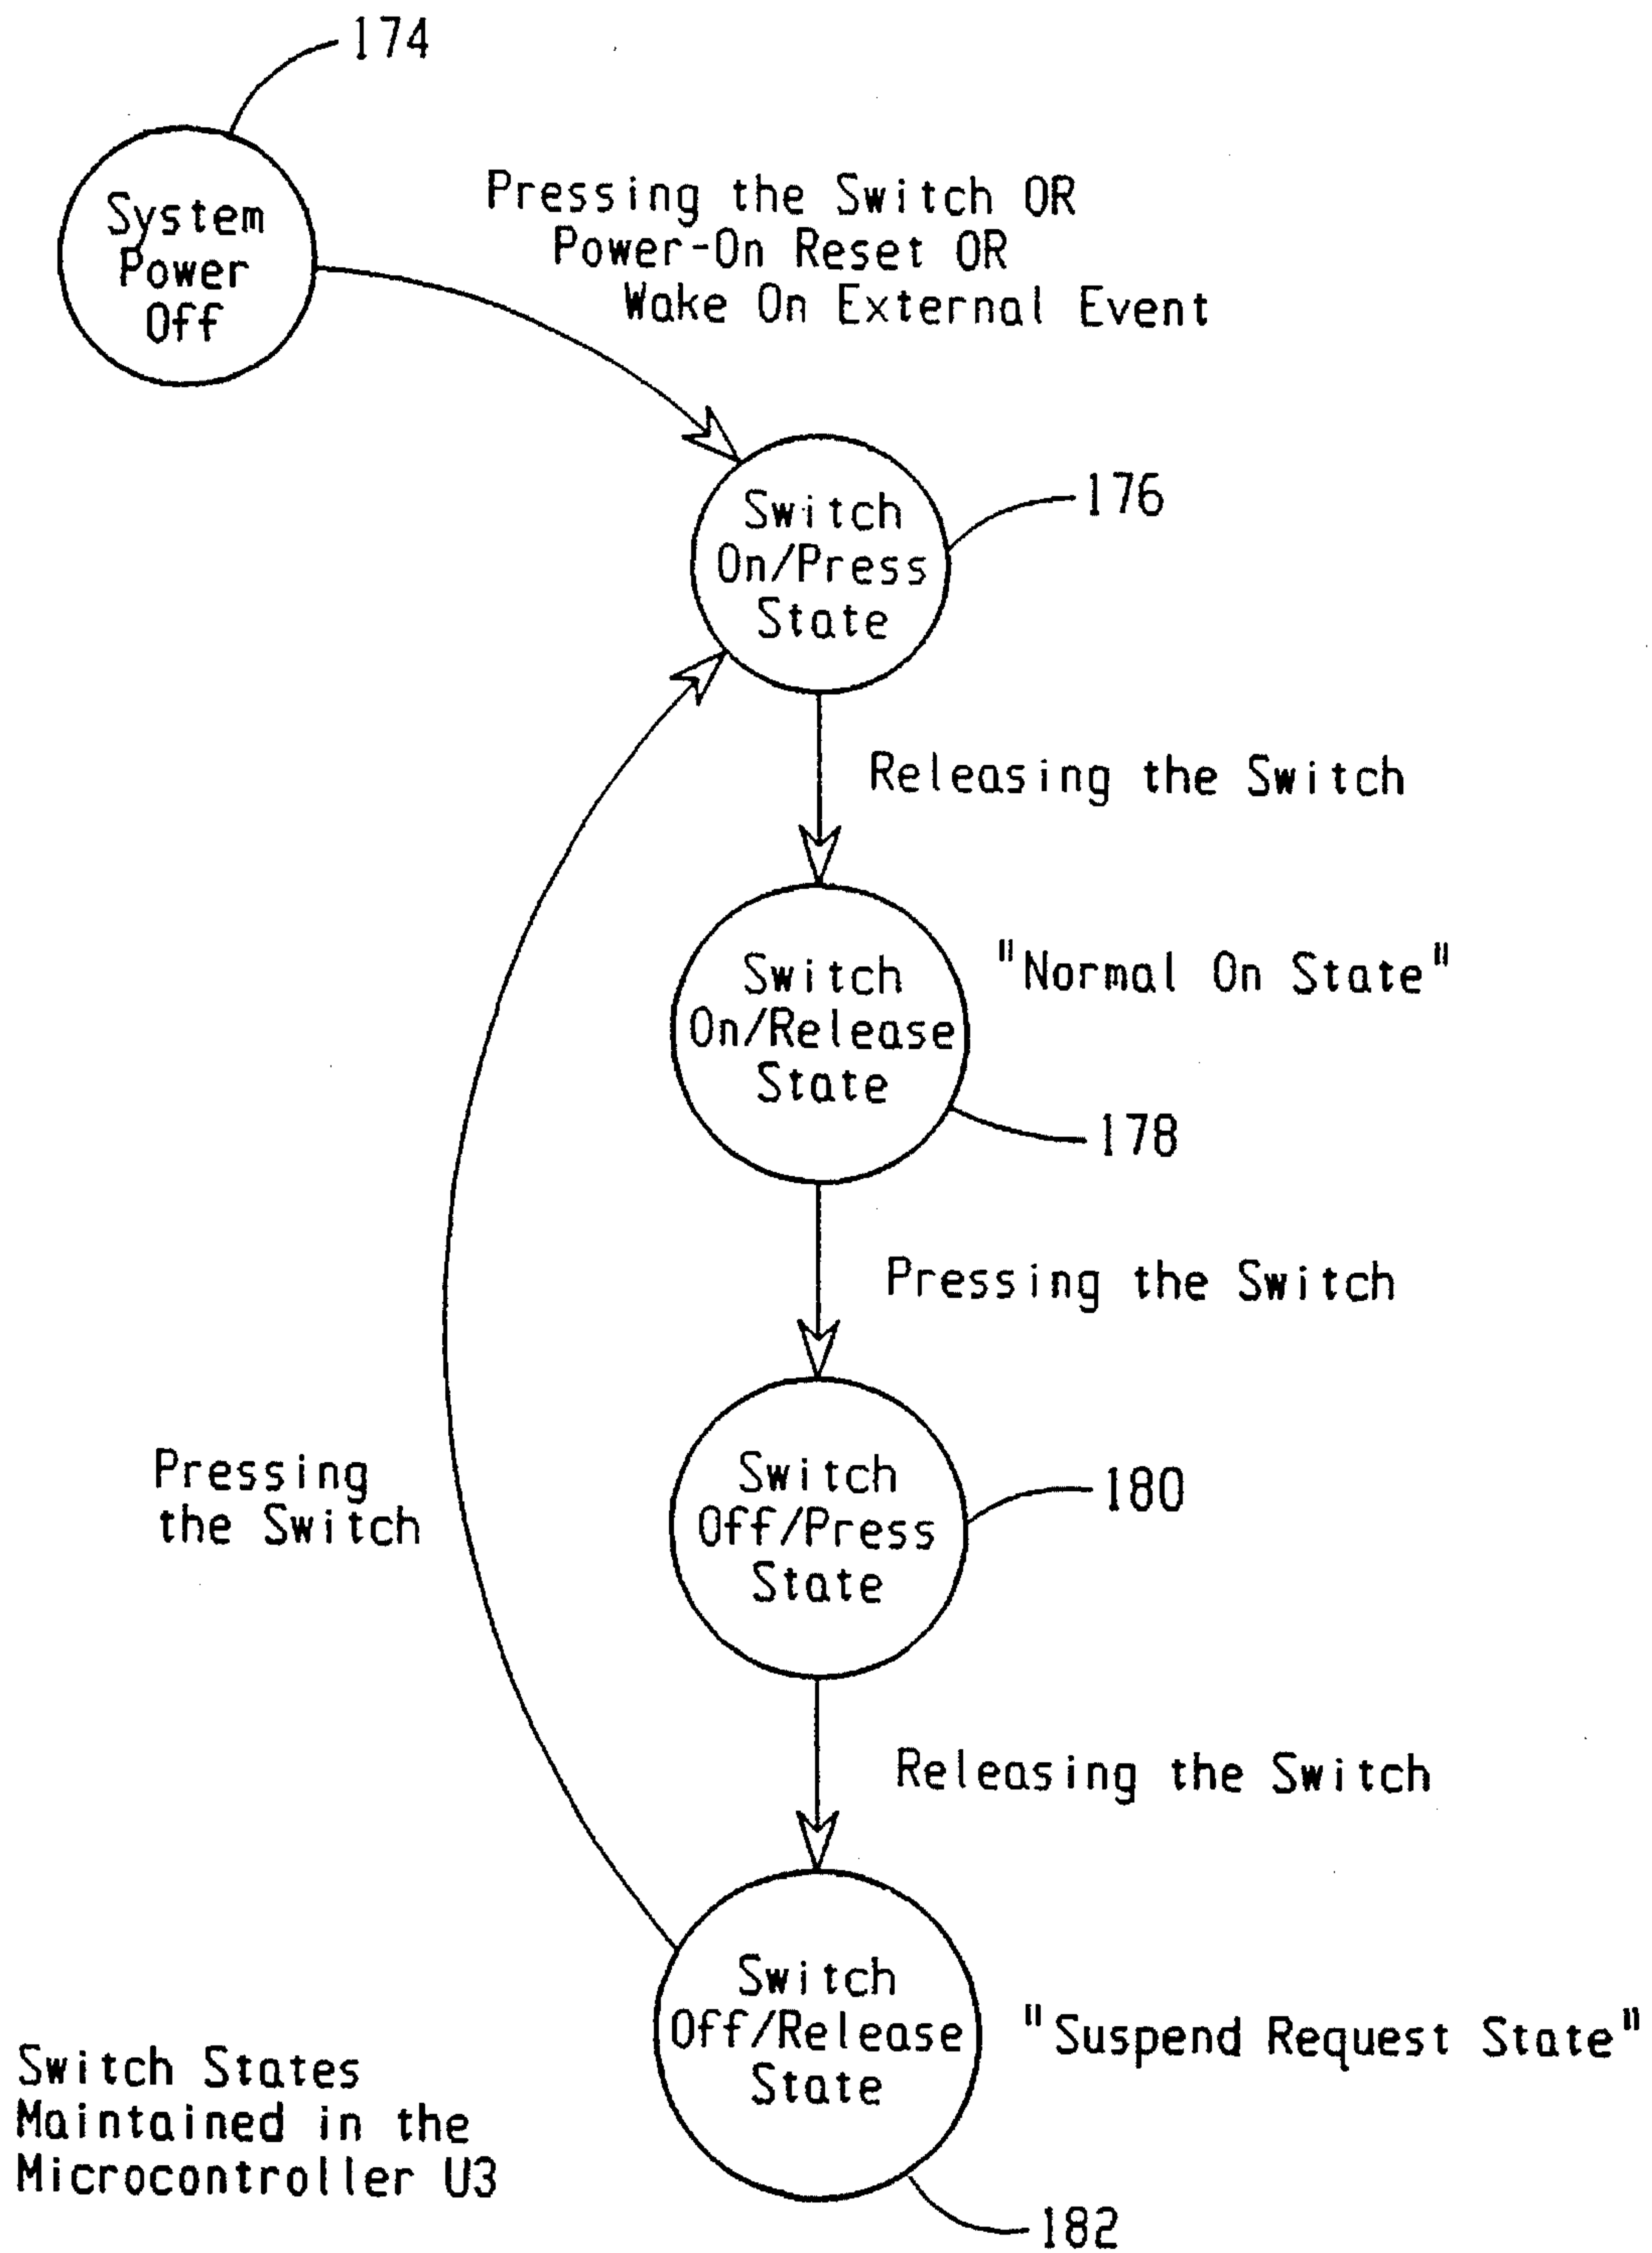 174
System
Power
Off
Pressing the Switch OR
Power-On Reset OR
Wake On External Event
Switch
On/Press
State
176
Releasing the Switch
Switch
On/Release
State
"Normal On State"
178
Pressing the Switch
Switch
Off/Press
State
180
Pressing
the Switch
Releasing the Switch
Switch
Off/Release
State
"Suspend Request State"
Switch States
Maintained in the
Microcontroller U3
182